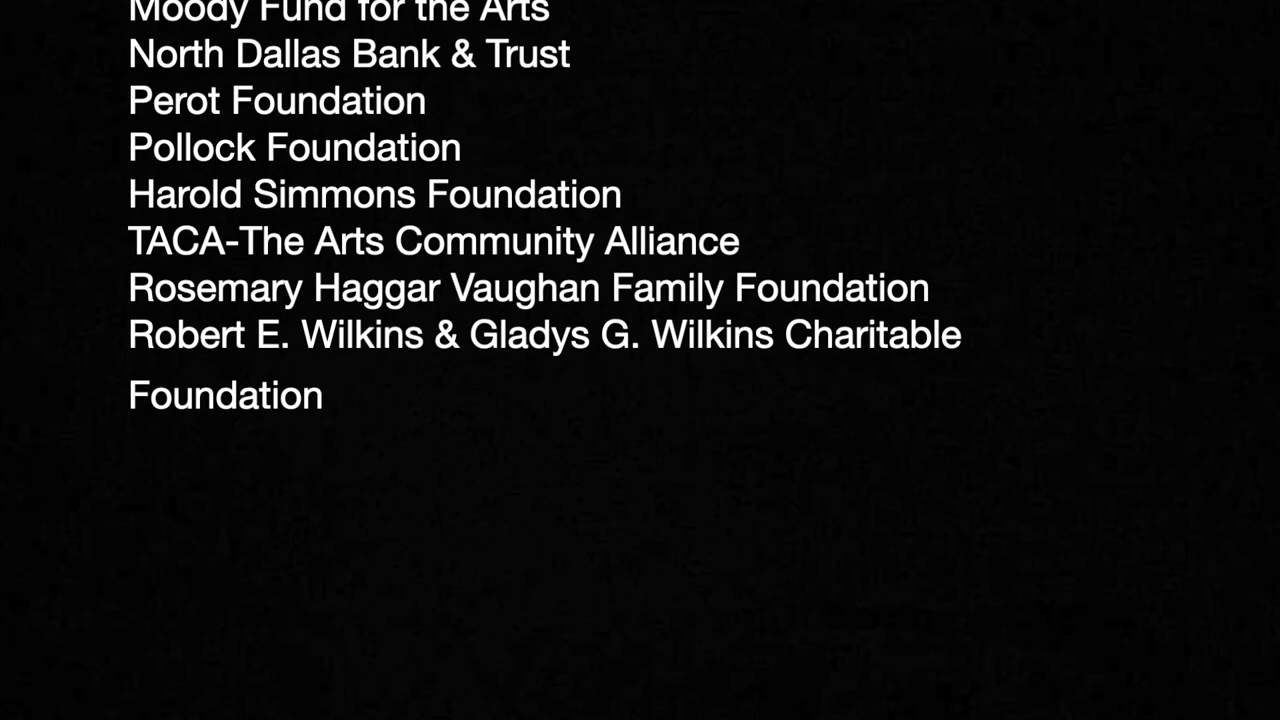 Moody Fund for the Arts
North Dallas Bank & Trust
Perot Foundation
Pollock Foundation
Harold Simmons Foundation
TACA-The Arts Community Alliance
Rosemary Haggar Vaughan Family Foundation
Robert E. Wilkins & Gladys G. Wilkins Charitable
Foundation